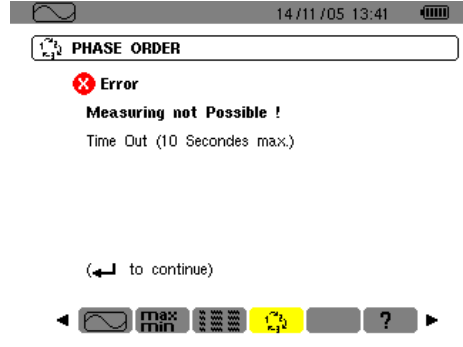 14/11/05 13:41
PHASE ORDER
Error
Measuring not Possible !
Time Out (10 Secondes max.)
(↵ to continue)
max
min
?